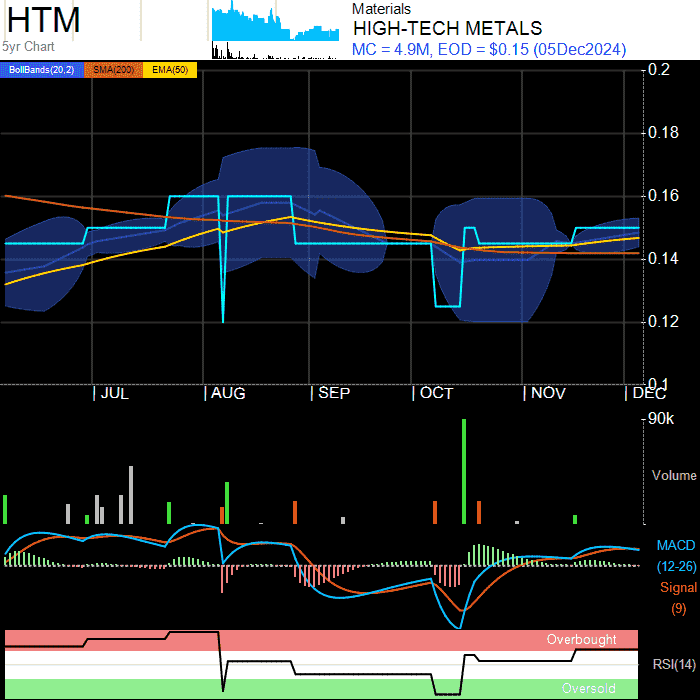 HTM
5yr Chart
Materials
HIGH-TECH METALS
MC = 4.9M, EOD = $0.15 (05Dec2024)
BollBands(20,2) SMA(200) EMA(50)
0.2
0.18
0.16
0.14
0.12
0.1
JUL AUG SEP OCT NOV DEC
90k
Volume
MACD
(12-26)
Signal
(9)
Overbought
RSI(14)
Oversold